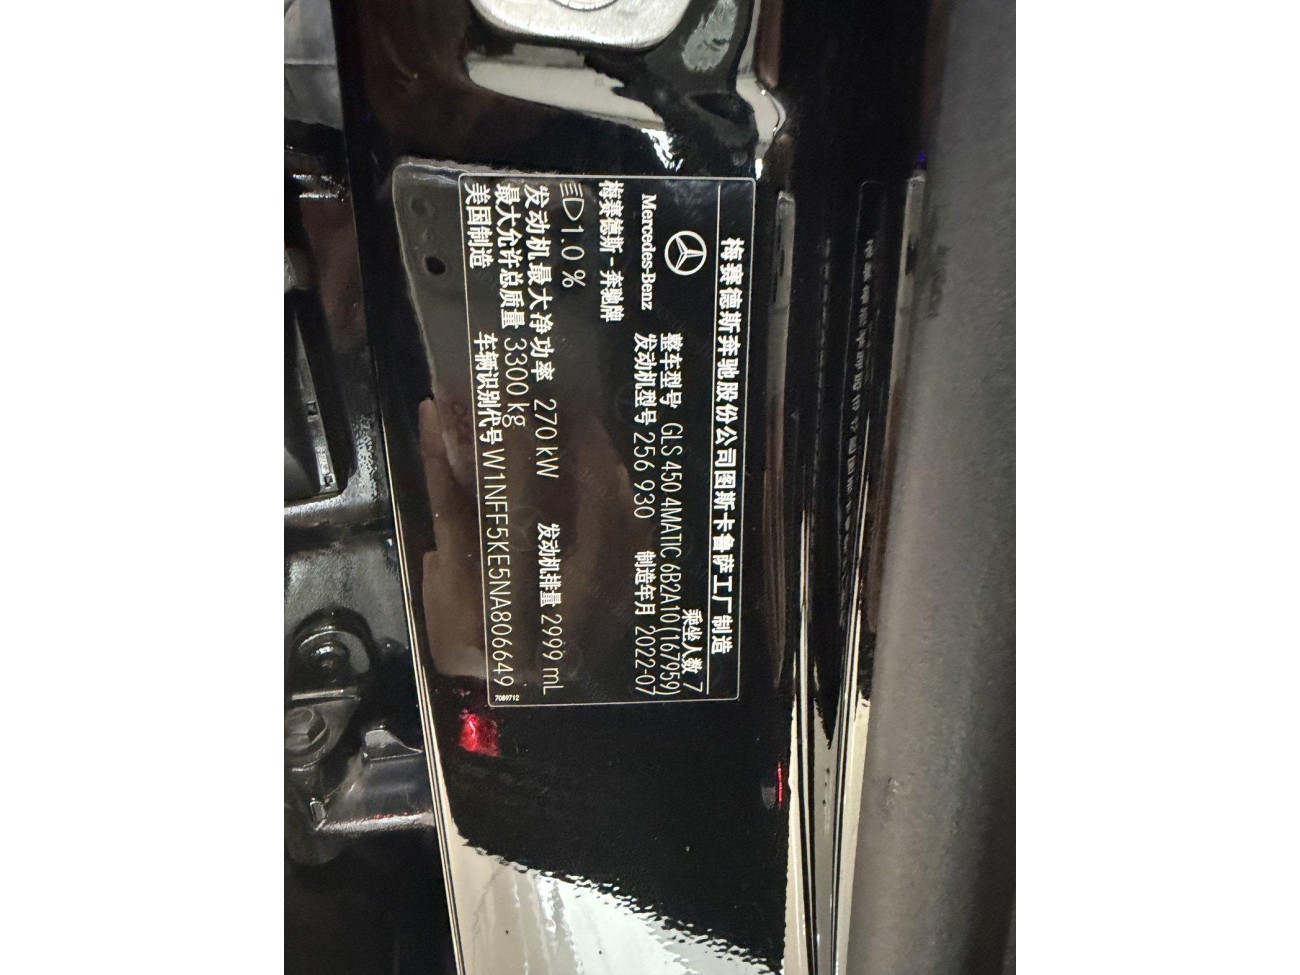 梅赛德斯奔驰股份公司图斯卡鲁萨工厂制造
乘坐人数 7
整车型号 GLS 450 4MATIC 6B2A10 (167959)
Mercedes-Benz
发动机型号 256 930 制造年月 2022-07
梅赛德斯-奔驰牌
1.0 %
发动机最大净功率 270 kW 发动机排量 2999 mL
最大允许总质量 3300 kg
美国制造 车辆识别代号 W1NFF5KE5NA806649
7089712